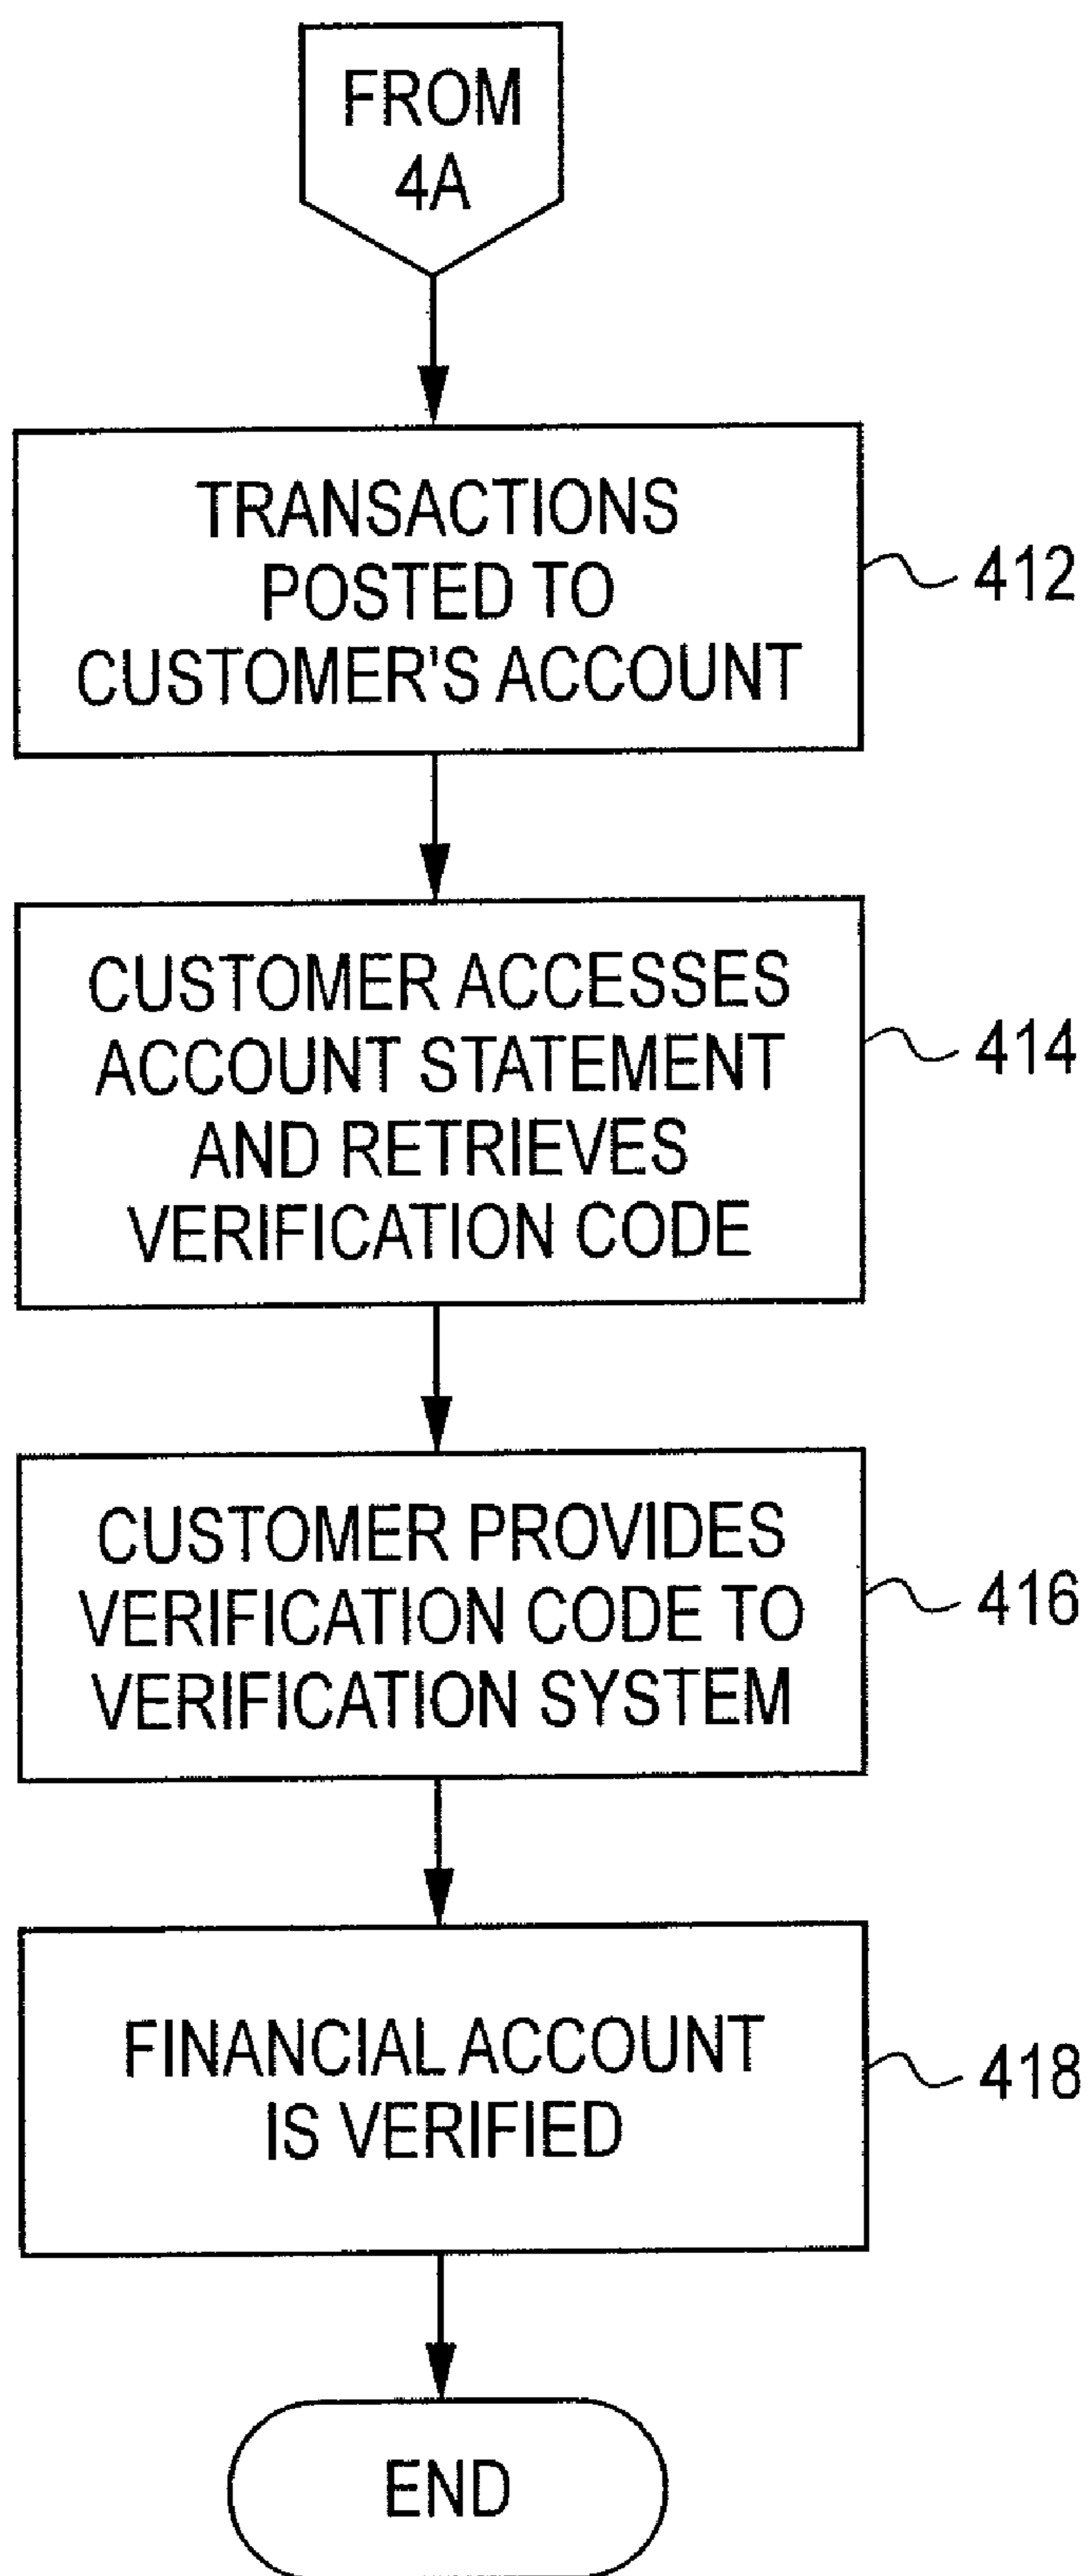 FROM
4A
TRANSACTIONS
POSTED TO
CUSTOMER'S ACCOUNT
412
CUSTOMER ACCESSES
ACCOUNT STATEMENT
AND RETRIEVES
VERIFICATION CODE
414
CUSTOMER PROVIDES
VERIFICATION CODE TO
VERIFICATION SYSTEM
416
FINANCIAL ACCOUNT
IS VERIFIED
418
END